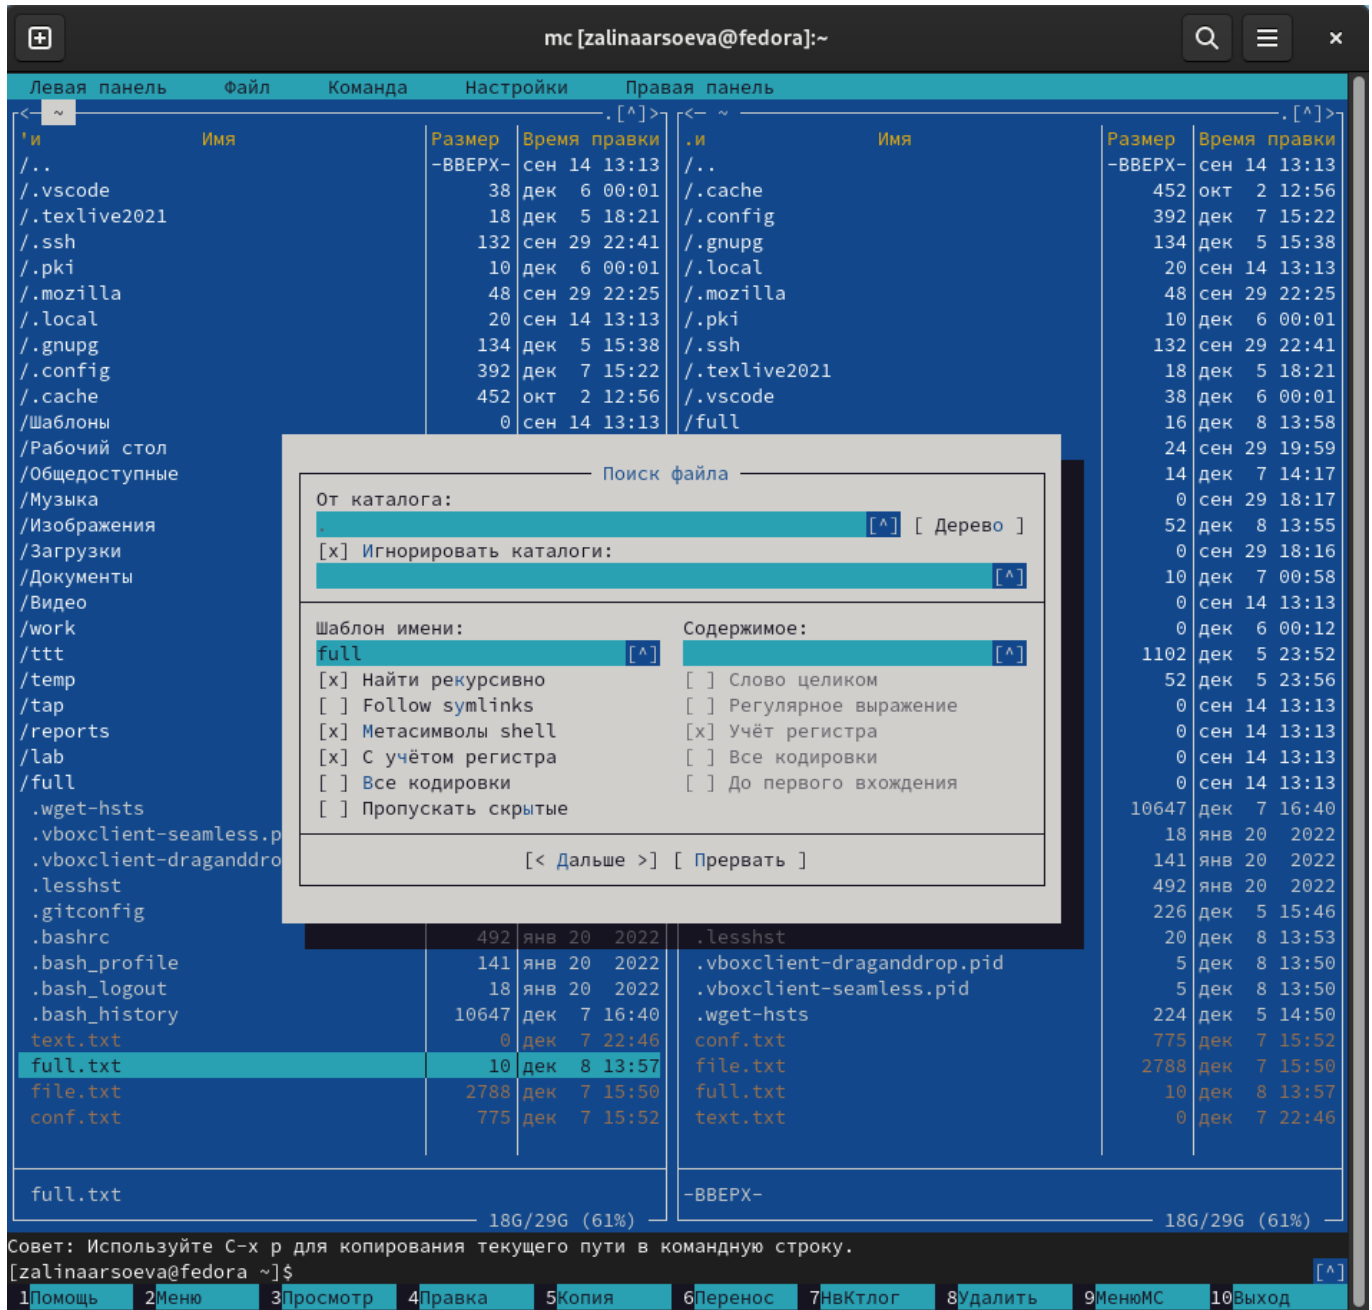 mc [zalinaarsoeva@fedora]:~
Левая панель Файл Команда Настройки Правая панель
<— ~ .[^]> <— ~ .[^]>
'и Имя Размер Время правки .и Имя Размер Время правки
/.. -ВВЕРХ- сен 14 13:13 /.. -ВВЕРХ- сен 14 13:13
/.vscode 38 дек 6 00:01 /.cache 452 окт 2 12:56
/.texlive2021 18 дек 5 18:21 /.config 392 дек 7 15:22
/.ssh 132 сен 29 22:41 /.gnupg 134 дек 5 15:38
/.pki 10 дек 6 00:01 /.local 20 сен 14 13:13
/.mozilla 48 сен 29 22:25 /.mozilla 48 сен 29 22:25
/.local 20 сен 14 13:13 /.pki 10 дек 6 00:01
/.gnupg 134 дек 5 15:38 /.ssh 132 сен 29 22:41
/.config 392 дек 7 15:22 /.texlive2021 18 дек 5 18:21
/.cache 452 окт 2 12:56 /.vscode 38 дек 6 00:01
/Шаблоны 0 сен 14 13:13 /full 16 дек 8 13:58
/Рабочий стол 24 сен 29 19:59
/Общедоступные Поиск файла 14 дек 7 14:17
/Музыка От каталога: 0 сен 29 18:17
/Изображения . [^] [ Дерево ] 52 дек 8 13:55
/Загрузки [x] Игнорировать каталоги: 0 сен 29 18:16
/Документы [^] 10 дек 7 00:58
/Видео 0 сен 14 13:13
/work Шаблон имени: Содержимое: 0 дек 6 00:12
/ttt full [^] [^] 1102 дек 5 23:52
/temp [x] Найти рекурсивно [ ] Слово целиком 52 дек 5 23:56
/tap [ ] Follow symlinks [ ] Регулярное выражение 0 сен 14 13:13
/reports [x] Метасимволы shell [x] Учёт регистра 0 сен 14 13:13
/lab [x] С учётом регистра [ ] Все кодировки 0 сен 14 13:13
/full [ ] Все кодировки [ ] До первого вхождения 0 сен 14 13:13
.wget-hsts [ ] Пропускать скрытые 10647 дек 7 16:40
.vboxclient-seamless.p 18 янв 20 2022
.vboxclient-draganddro [< Дальше >] [ Прервать ] 141 янв 20 2022
.lesshst 492 янв 20 2022
.gitconfig 226 дек 5 15:46
.bashrc 492 янв 20 2022 .lesshst 20 дек 8 13:53
.bash_profile 141 янв 20 2022 .vboxclient-draganddrop.pid 5 дек 8 13:50
.bash_logout 18 янв 20 2022 .vboxclient-seamless.pid 5 дек 8 13:50
.bash_history 10647 дек 7 16:40 .wget-hsts 224 дек 5 14:50
text.txt 0 дек 7 22:46 conf.txt 775 дек 7 15:52
full.txt 10 дек 8 13:57 file.txt 2788 дек 7 15:50
file.txt 2788 дек 7 15:50 full.txt 10 дек 8 13:57
conf.txt 775 дек 7 15:52 text.txt 0 дек 7 22:46
full.txt -ВВЕРХ-
18G/29G (61%) 18G/29G (61%)
Совет: Используйте C-x p для копирования текущего пути в командную строку.
[zalinaarsoeva@fedora ~]$ [^]
1Помощь 2Меню 3Просмотр 4Правка 5Копия 6Перенос 7НвКтлог 8Удалить 9МенюМС 10Выход